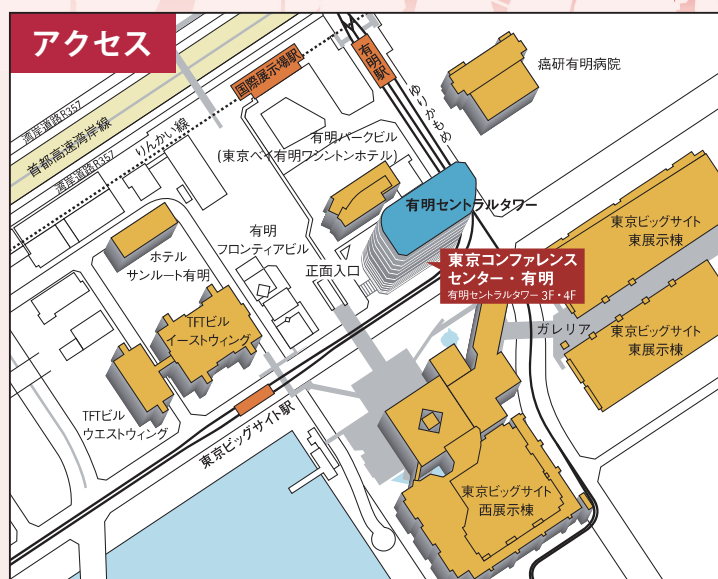 アクセス
国際展示場駅
有明駅
癌研有明病院
ゆりかもめ
湾岸道路R357
首都高速湾岸線
湾岸道路R357
りんかい線
有明パークビル
(東京ベイ有明ワシントンホテル)
有明セントラルタワー
東京ビッグサイト
東展示棟
有明
フロンティアビル
ホテル
サンルート有明
正面入口
東京コンファレンス
センター・有明
有明セントラルタワー 3F・4F
TFTビル
イーストウィング
ガレリア
東京ビッグサイト
東展示棟
TFTビル
ウエストウィング
東京ビッグサイト駅
東京ビッグサイト
西展示棟